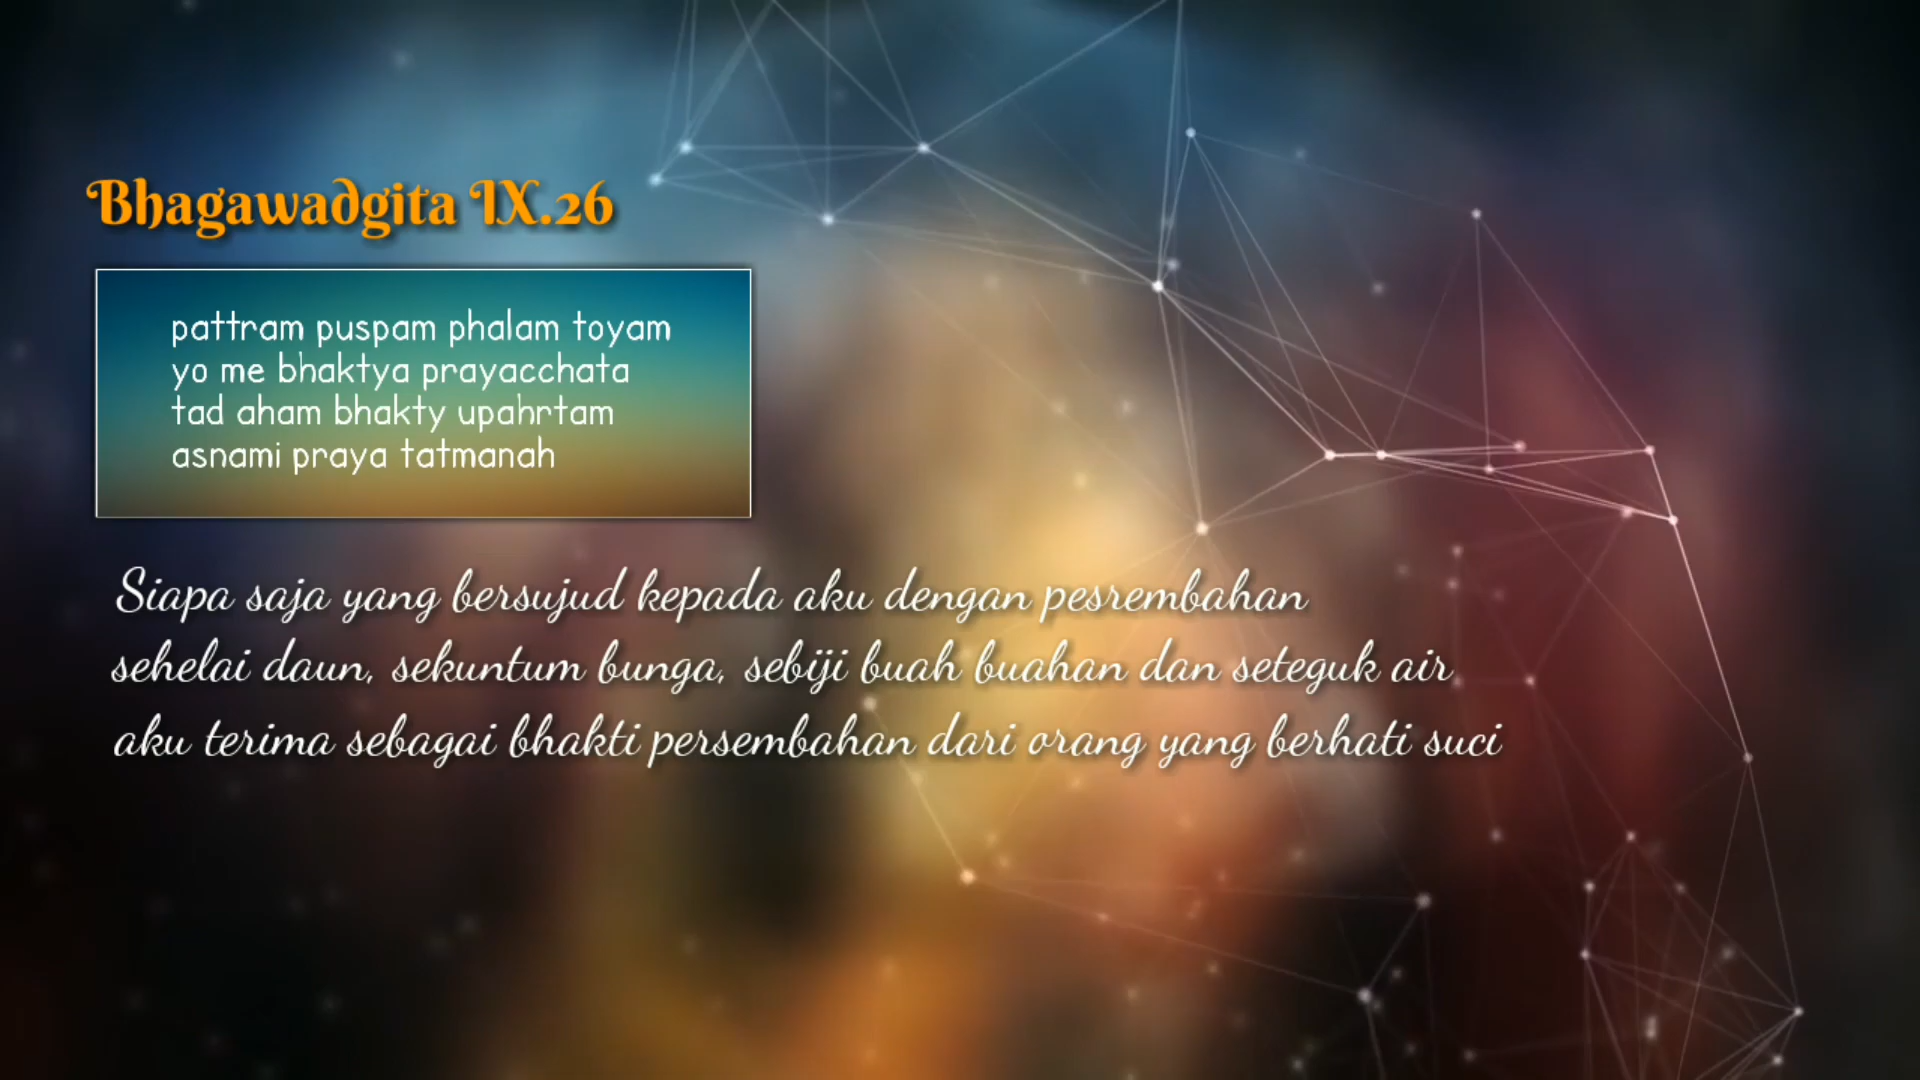 Bhagawadgita IX.26
pattram puspam phalam toyam
yo me bhaktya prayacchata
tad aham bhakty upahrtam
asnami praya tatmanah
Siapa saja yang bersujud kepada aku dengan pesrembahan
sehelai daun, sekuntum bunga, sebiji buah buahan dan seteguk air
aku terima sebagai bhakti persembahan dari orang yang berhati suci